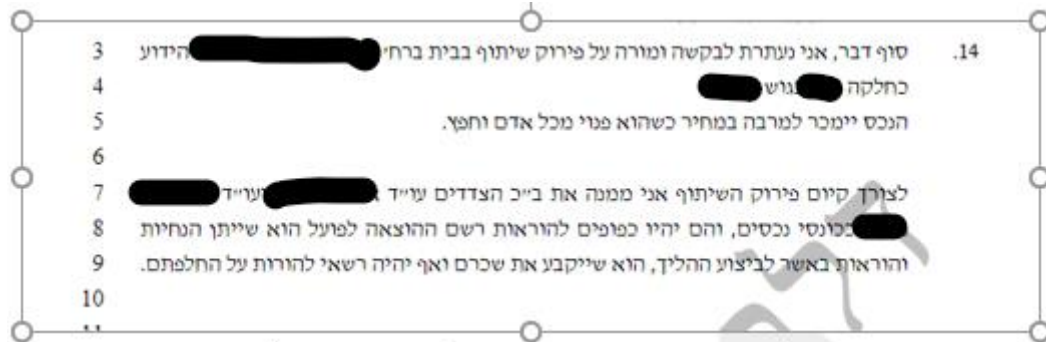 14. סוף דבר, אני נעתרת לבקשה ומורה על פירוק שיתוף בבית ברח׳ הידוע 3
כחלקה וגוש 4
הנכס יימכר למרבה במחיר כשהוא פנוי מכל אדם וחפץ. 5
6
לצורך קיום פירוק השיתוף אני ממנה את ב״כ הצדדים עו״ד ועו״ד 7
ככונסי נכסים, והם יהיו כפופים להוראות רשם ההוצאה לפועל הוא שייתן הנחיות 8
והוראות באשר לביצוע ההליך, הוא שייקבע את שכרם ואף יהיה רשאי להורות על החלפתם. 9
10